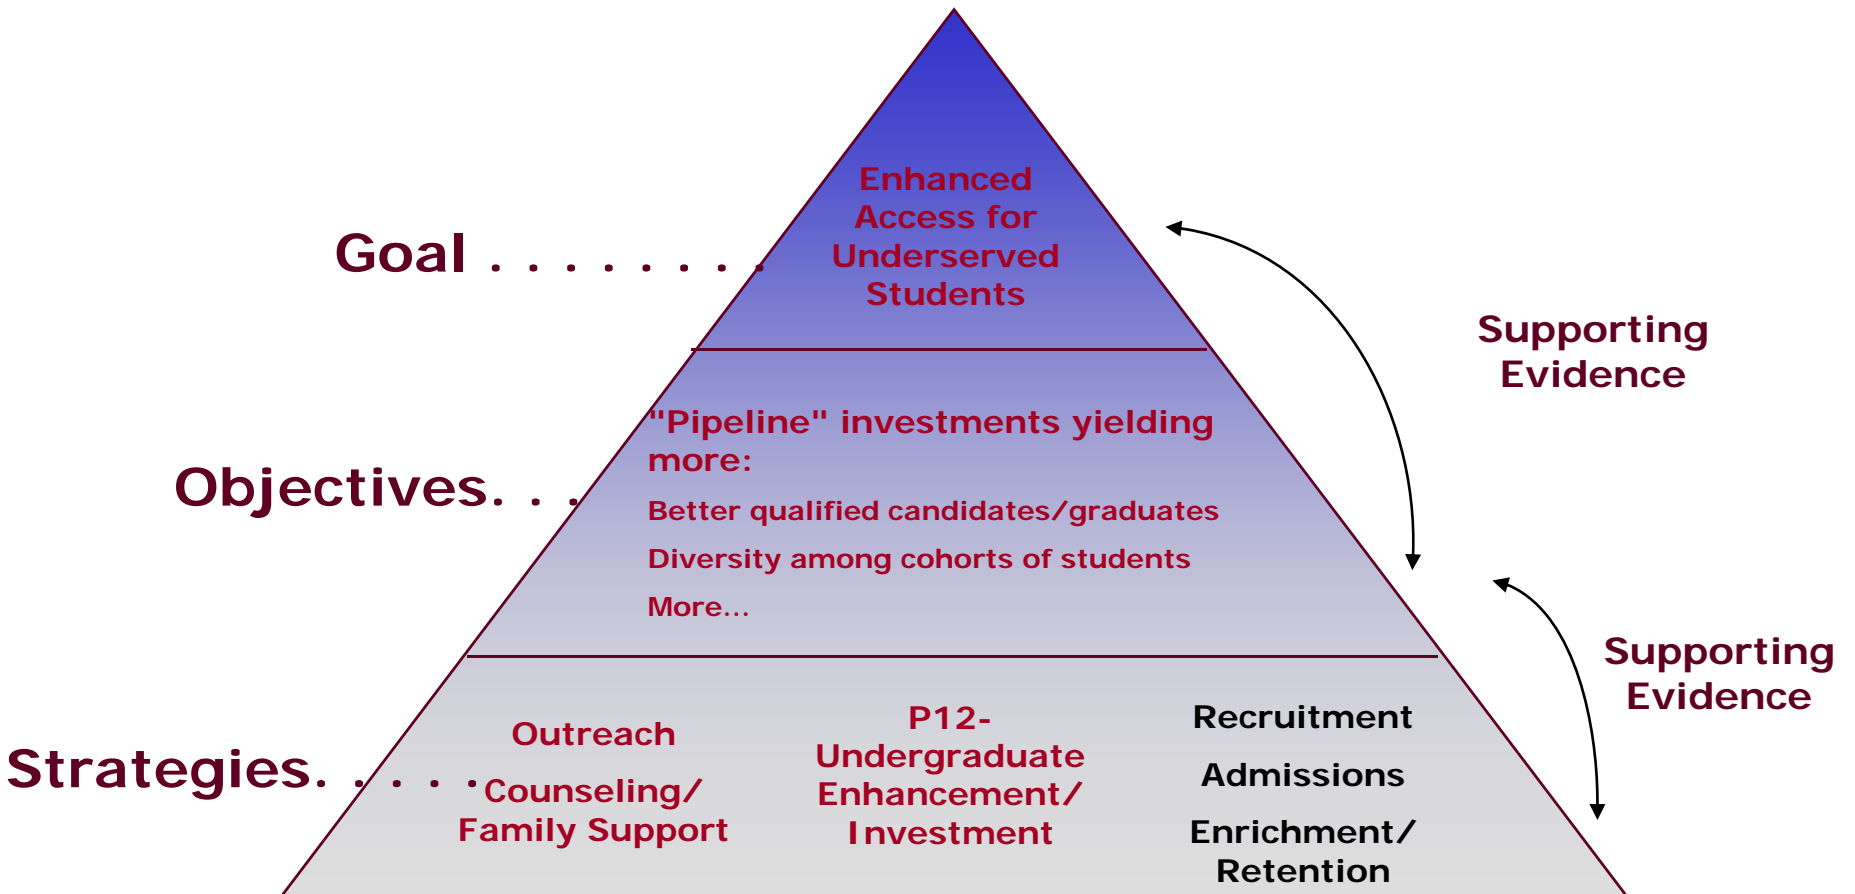 Goal . . . . . . . .
Enhanced
Access for
Underserved
Students
Supporting
Evidence
Objectives. . .
"Pipeline" investments yielding
more:
Better qualified candidates/graduates
Diversity among cohorts of students
More...
Supporting
Evidence
Strategies. . . . .
Outreach
Counseling/
Family Support
P12-
Undergraduate
Enhancement/
Investment
Recruitment
Admissions
Enrichment/
Retention